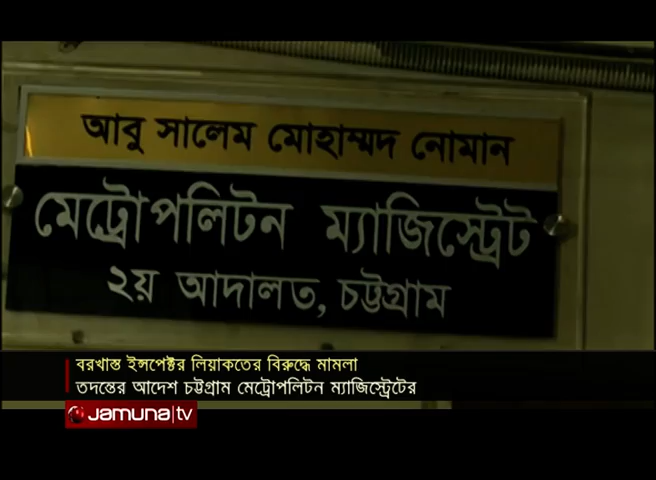 আবু সালেম মোহাম্মদ নোমান
মেট্রোপলিটন ম্যাজিস্ট্রেট
২য় আদালত, চট্টগ্রাম
বরখাস্ত ইন্সপেক্টর লিয়াকতের বিরুদ্ধে মামলা
তদন্তের আদেশ চট্টগ্রাম মেট্রোপলিটন ম্যাজিস্ট্রেটের
Jamuna|tv